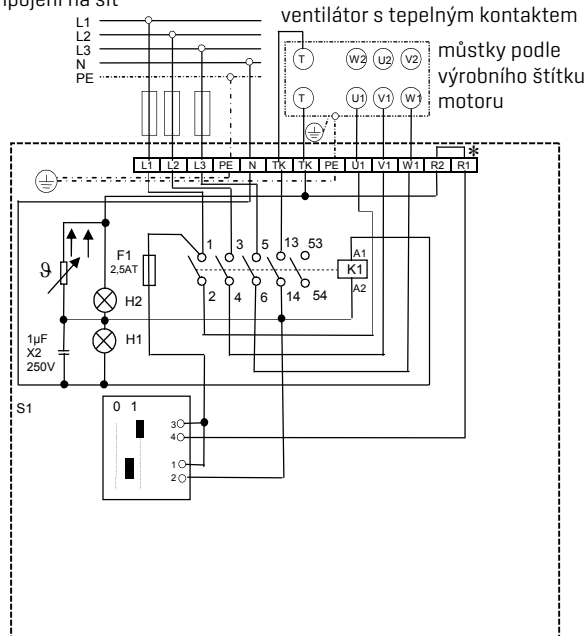 ipojení na síť
ventilátor s tepelným kontaktem
L1
L2
L3
N
PE
T W2 U2 V2
T U1 V1 W1
můstky podle
výrobního štítku
motoru
L1 L2 L3 PE N TK TK PE U1 V1 W1 R2 R1 *
F1
2,5AT
1 3 5 13 53
A1
K1
A2
2 4 6 14 54
ϑ
H2
H1
1µF
X2
250V
S1
0 1
3
4
1
2